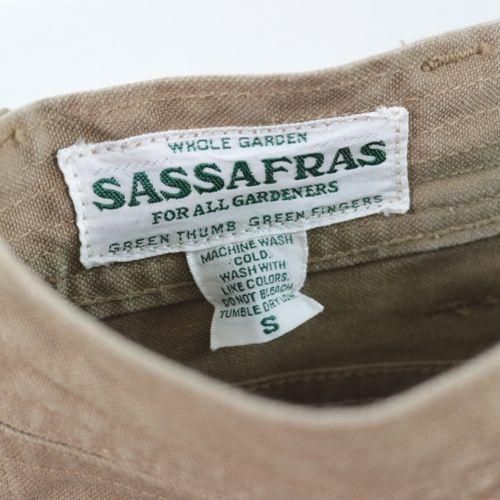 WHOLE GARDEN
SASSAFRAS
FOR ALL GARDENERS
GREEN THUMB GREEN FINGERS
MACHINE WASH
COLD.
WASH WITH
LIKE COLORS.
DO NOT BLEACH
TUMBLE DRY LOW
S